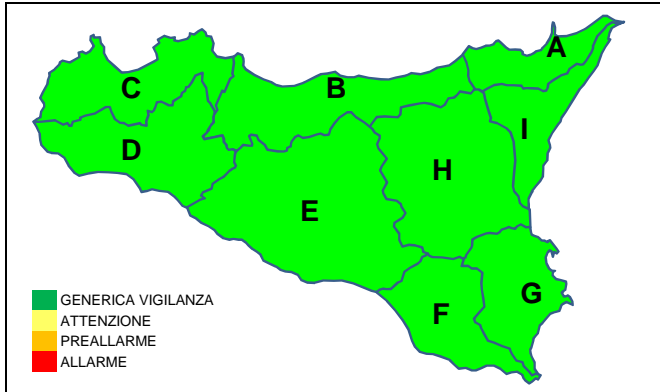 A
B
C
I
D
H
E
G
F
GENERICA VIGILANZA
ATTENZIONE
PREALLARME
ALLARME